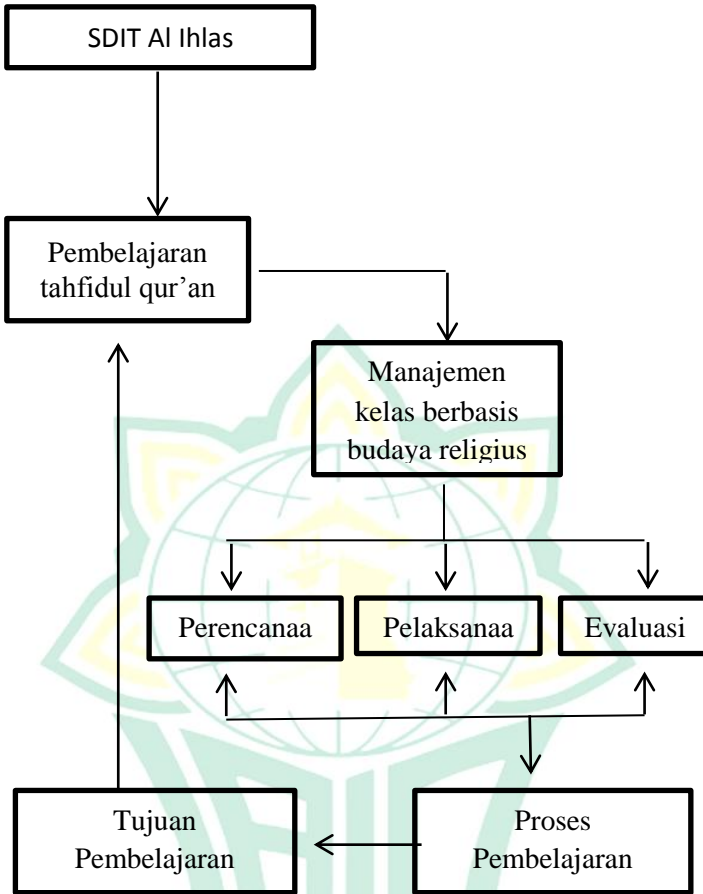 SDIT Al Ihlas
Pembelajaran
tahfidul qur’an
Manajemen
kelas berbasis
budaya religius
Perencanaa
Pelaksanaa
Evaluasi
Tujuan
Pembelajaran
Proses
Pembelajaran